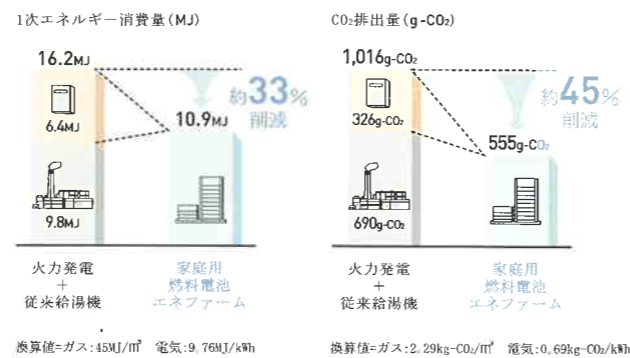 1次エネルギー消費量(MJ)
16.2MJ
6.4MJ
9.8MJ
約33%
削減
10.9MJ
火力発電
+
従来給湯機
家庭用
燃料電池
エネファーム
換算値=ガス:45MJ/m³ 電気:9.76MJ/kWh
CO₂排出量(g-CO₂)
1,016g-CO₂
326g-CO₂
690g-CO₂
約45%
削減
555g-CO₂
火力発電
+
従来給湯機
家庭用
燃料電池
エネファーム
換算値=ガス:2.29kg-CO₂/m³電気:0.69kg-CO₂/kWh